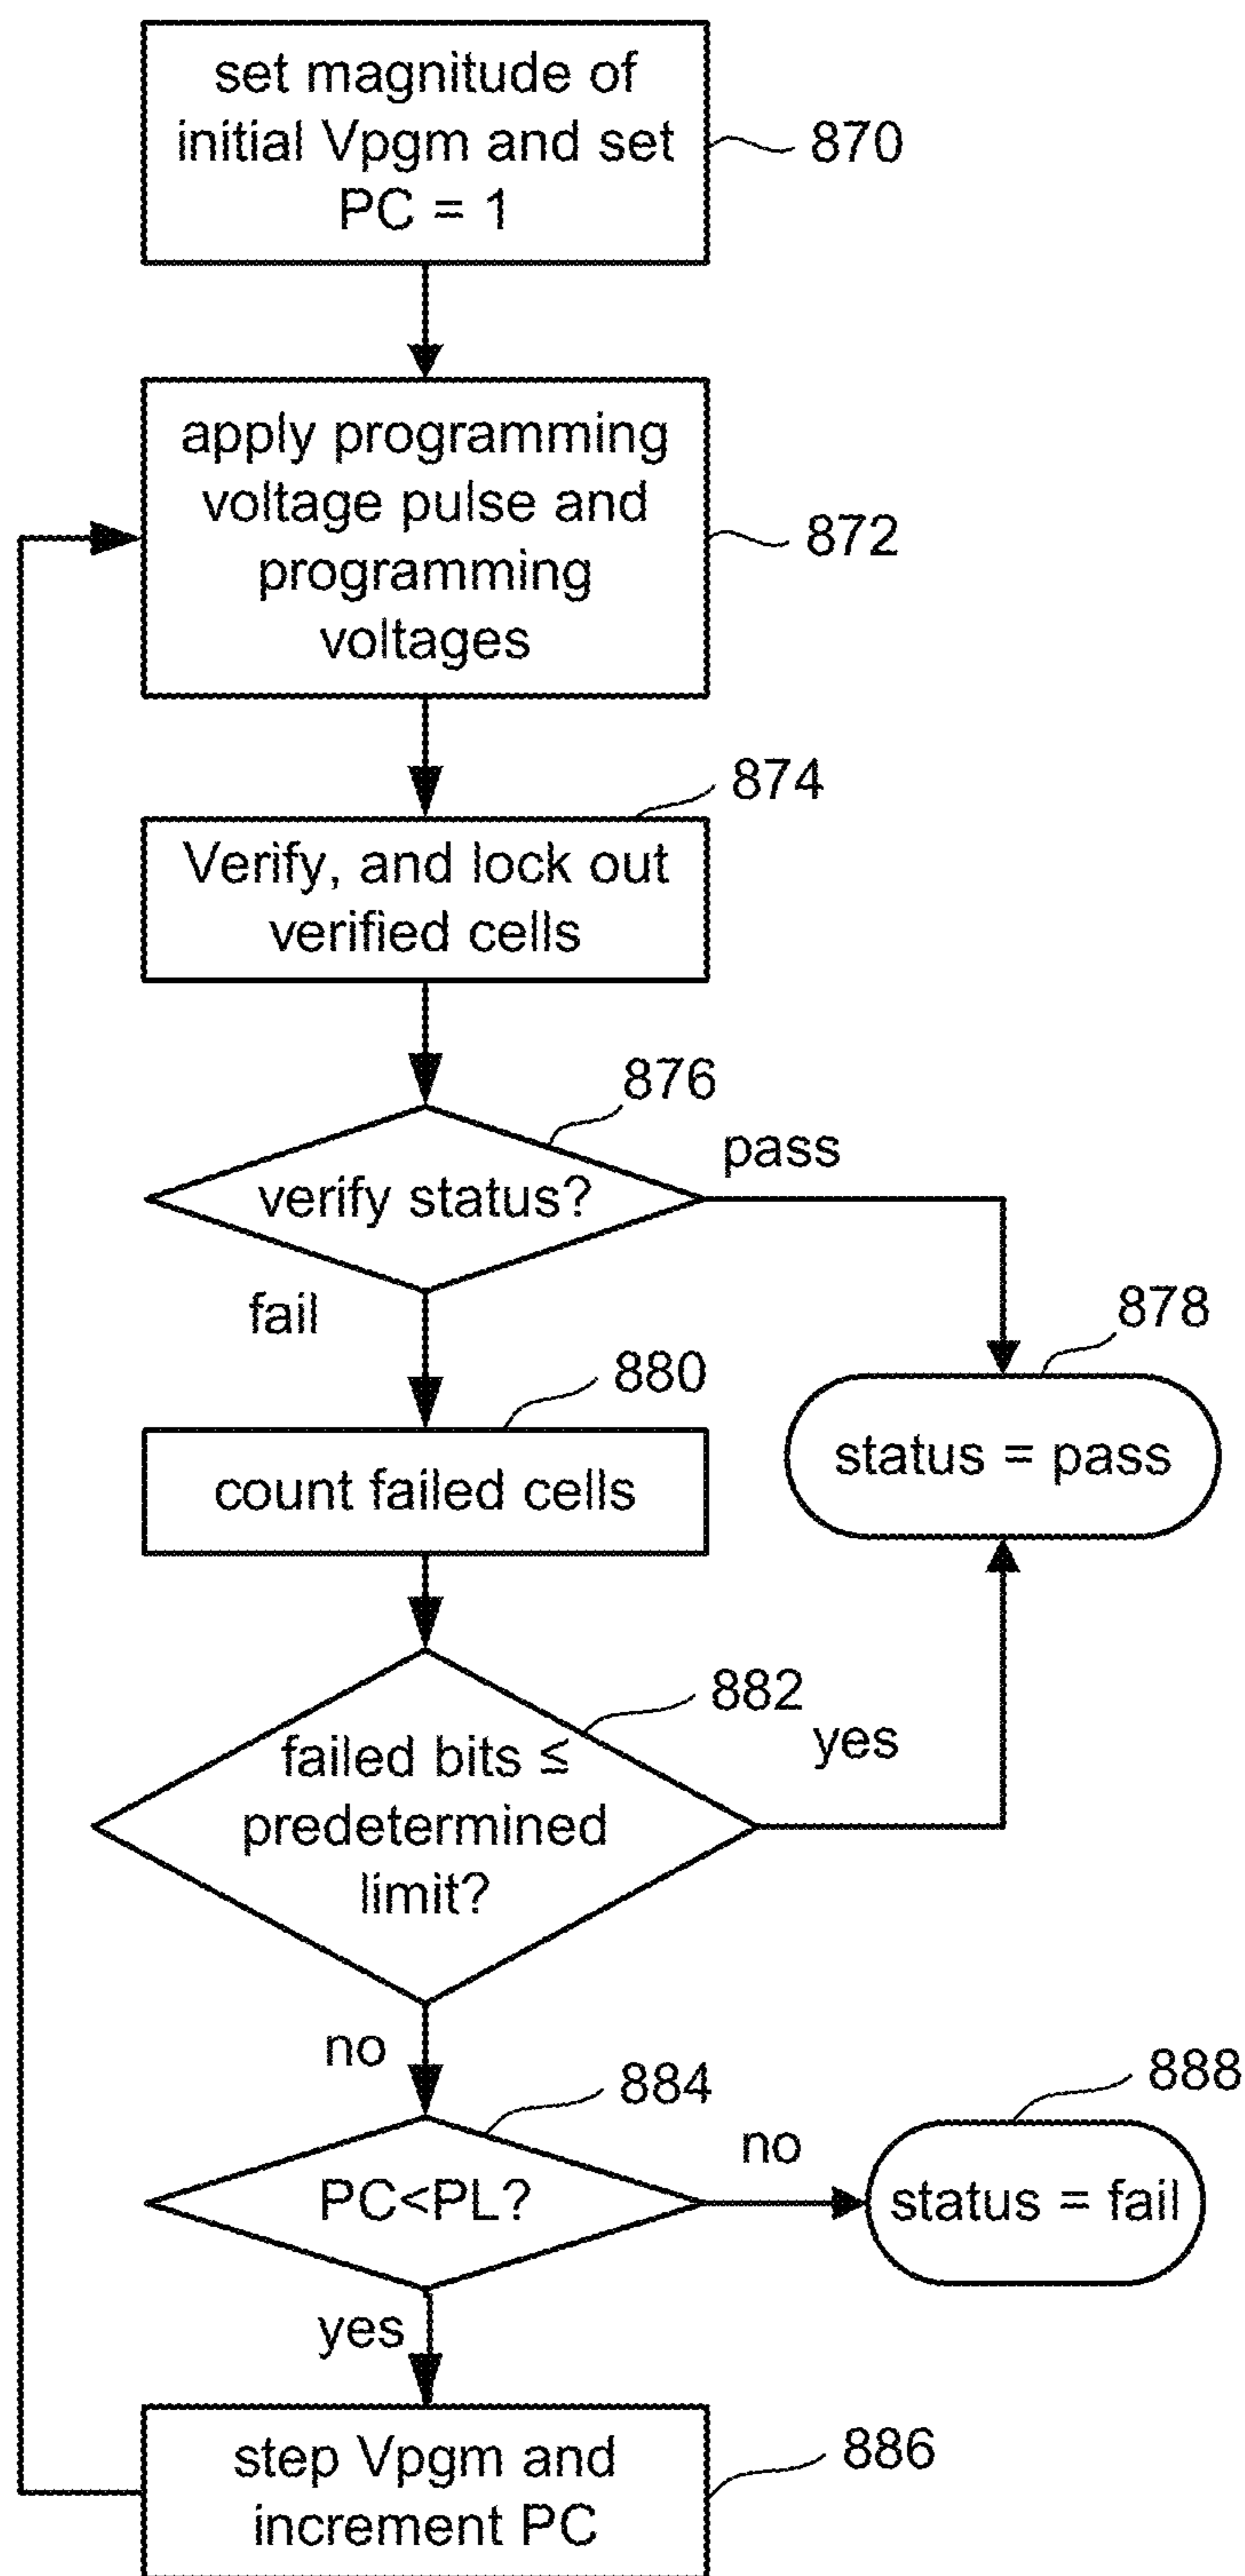 set magnitude of
initial Vpgm and set
PC = 1
870
apply programming
voltage pulse and
programming
voltages
872
874
Verify, and lock out
verified cells
876
pass
verify status?
fail
878
880
status = pass
count failed cells
882
yes
failed bits ≤
predetermined
limit?
no
884
888
no
PC<PL?
status = fail
yes
step Vpgm and
increment PC
886